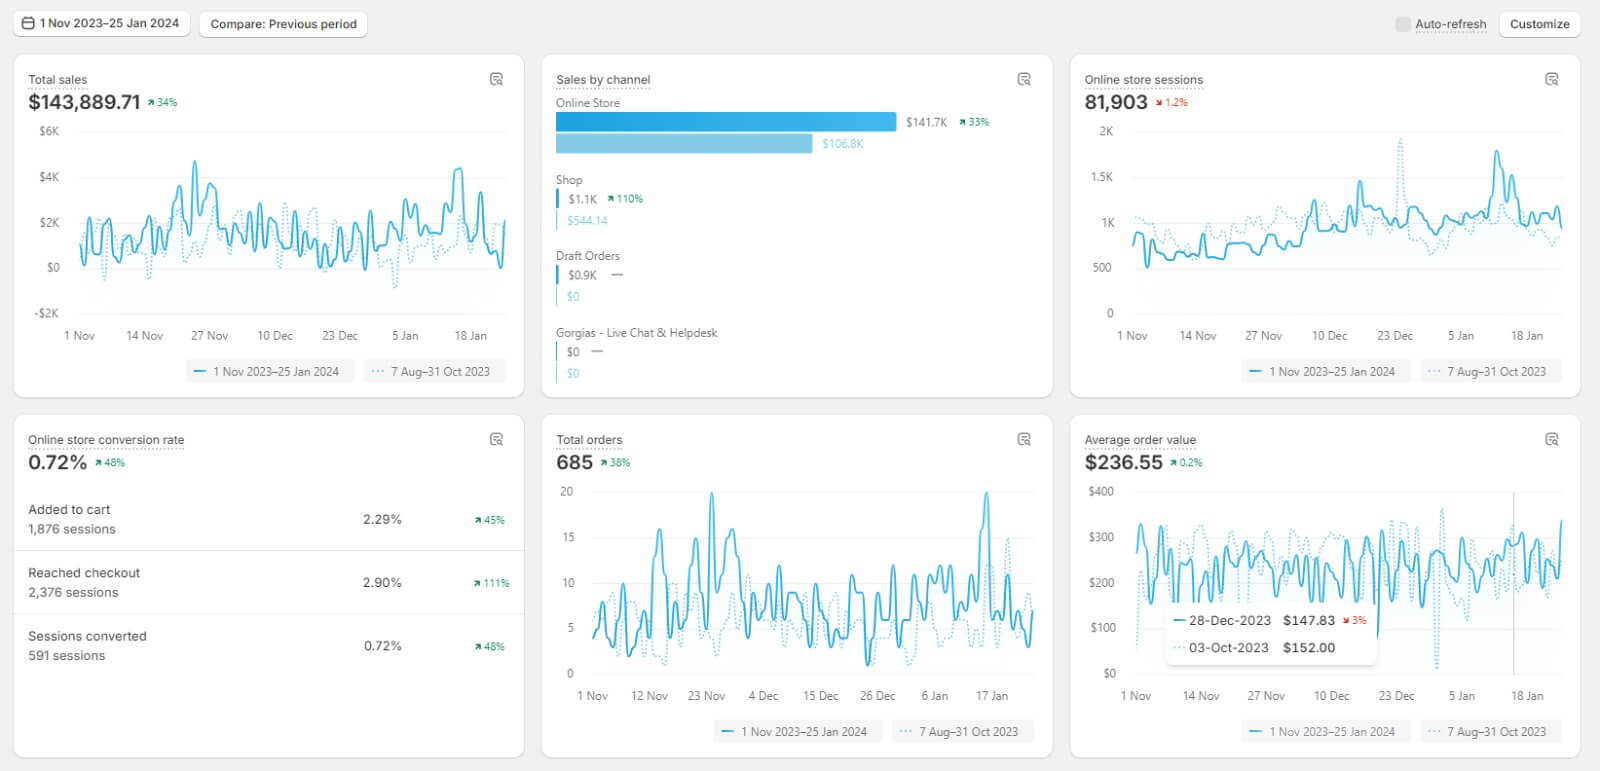 1 Nov 2023–25 Jan 2024
Compare: Previous period
Auto-refresh
Customize
Total sales
$143,889.71 34%
$6K
$4K
$2K
$0
-$2K
1 Nov 14 Nov 27 Nov 10 Dec 23 Dec 5 Jan 18 Jan
1 Nov 2023–25 Jan 2024 7 Aug–31 Oct 2023
Sales by channel
Online Store
$141.7K 33%
$106.8K
Shop
$1.1K 110%
$544.14
Draft Orders
$0.9K —
$0
Gorgias - Live Chat & Helpdesk
$0 —
$0
Online store sessions
81,903 1.2%
2K
1.5K
1K
500
0
1 Nov 14 Nov 27 Nov 10 Dec 23 Dec 5 Jan 18 Jan
1 Nov 2023–25 Jan 2024 7 Aug–31 Oct 2023
Online store conversion rate
0.72% 48%
Added to cart
1,876 sessions
2.29% 45%
Reached checkout
2,376 sessions
2.90% 111%
Sessions converted
591 sessions
0.72% 48%
Total orders
685 38%
20
15
10
5
0
1 Nov 12 Nov 23 Nov 4 Dec 15 Dec 26 Dec 6 Jan 17 Jan
1 Nov 2023–25 Jan 2024 7 Aug–31 Oct 2023
Average order value
$236.55 0.2%
$400
$300
$200
$100
$0
28-Dec-2023 $147.83 3%
03-Oct-2023 $152.00
1 Nov 14 Nov 27 Nov 10 Dec 23 Dec 5 Jan 18 Jan
1 Nov 2023–25 Jan 2024 7 Aug–31 Oct 2023